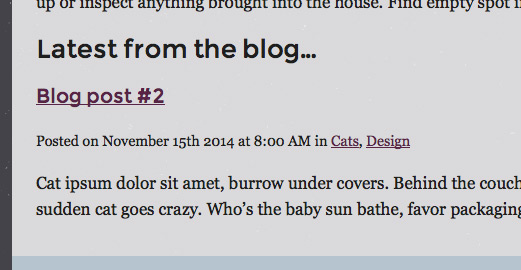 up or inspect anything brought into the house. Find empty spot i
Latest from the blog...
Blog post #2
Posted on November 15th 2014 at 8:00 AM in Cats, Design
Cat ipsum dolor sit amet, burrow under covers. Behind the couch
sudden cat goes crazy. Who’s the baby sun bathe, favor packaging